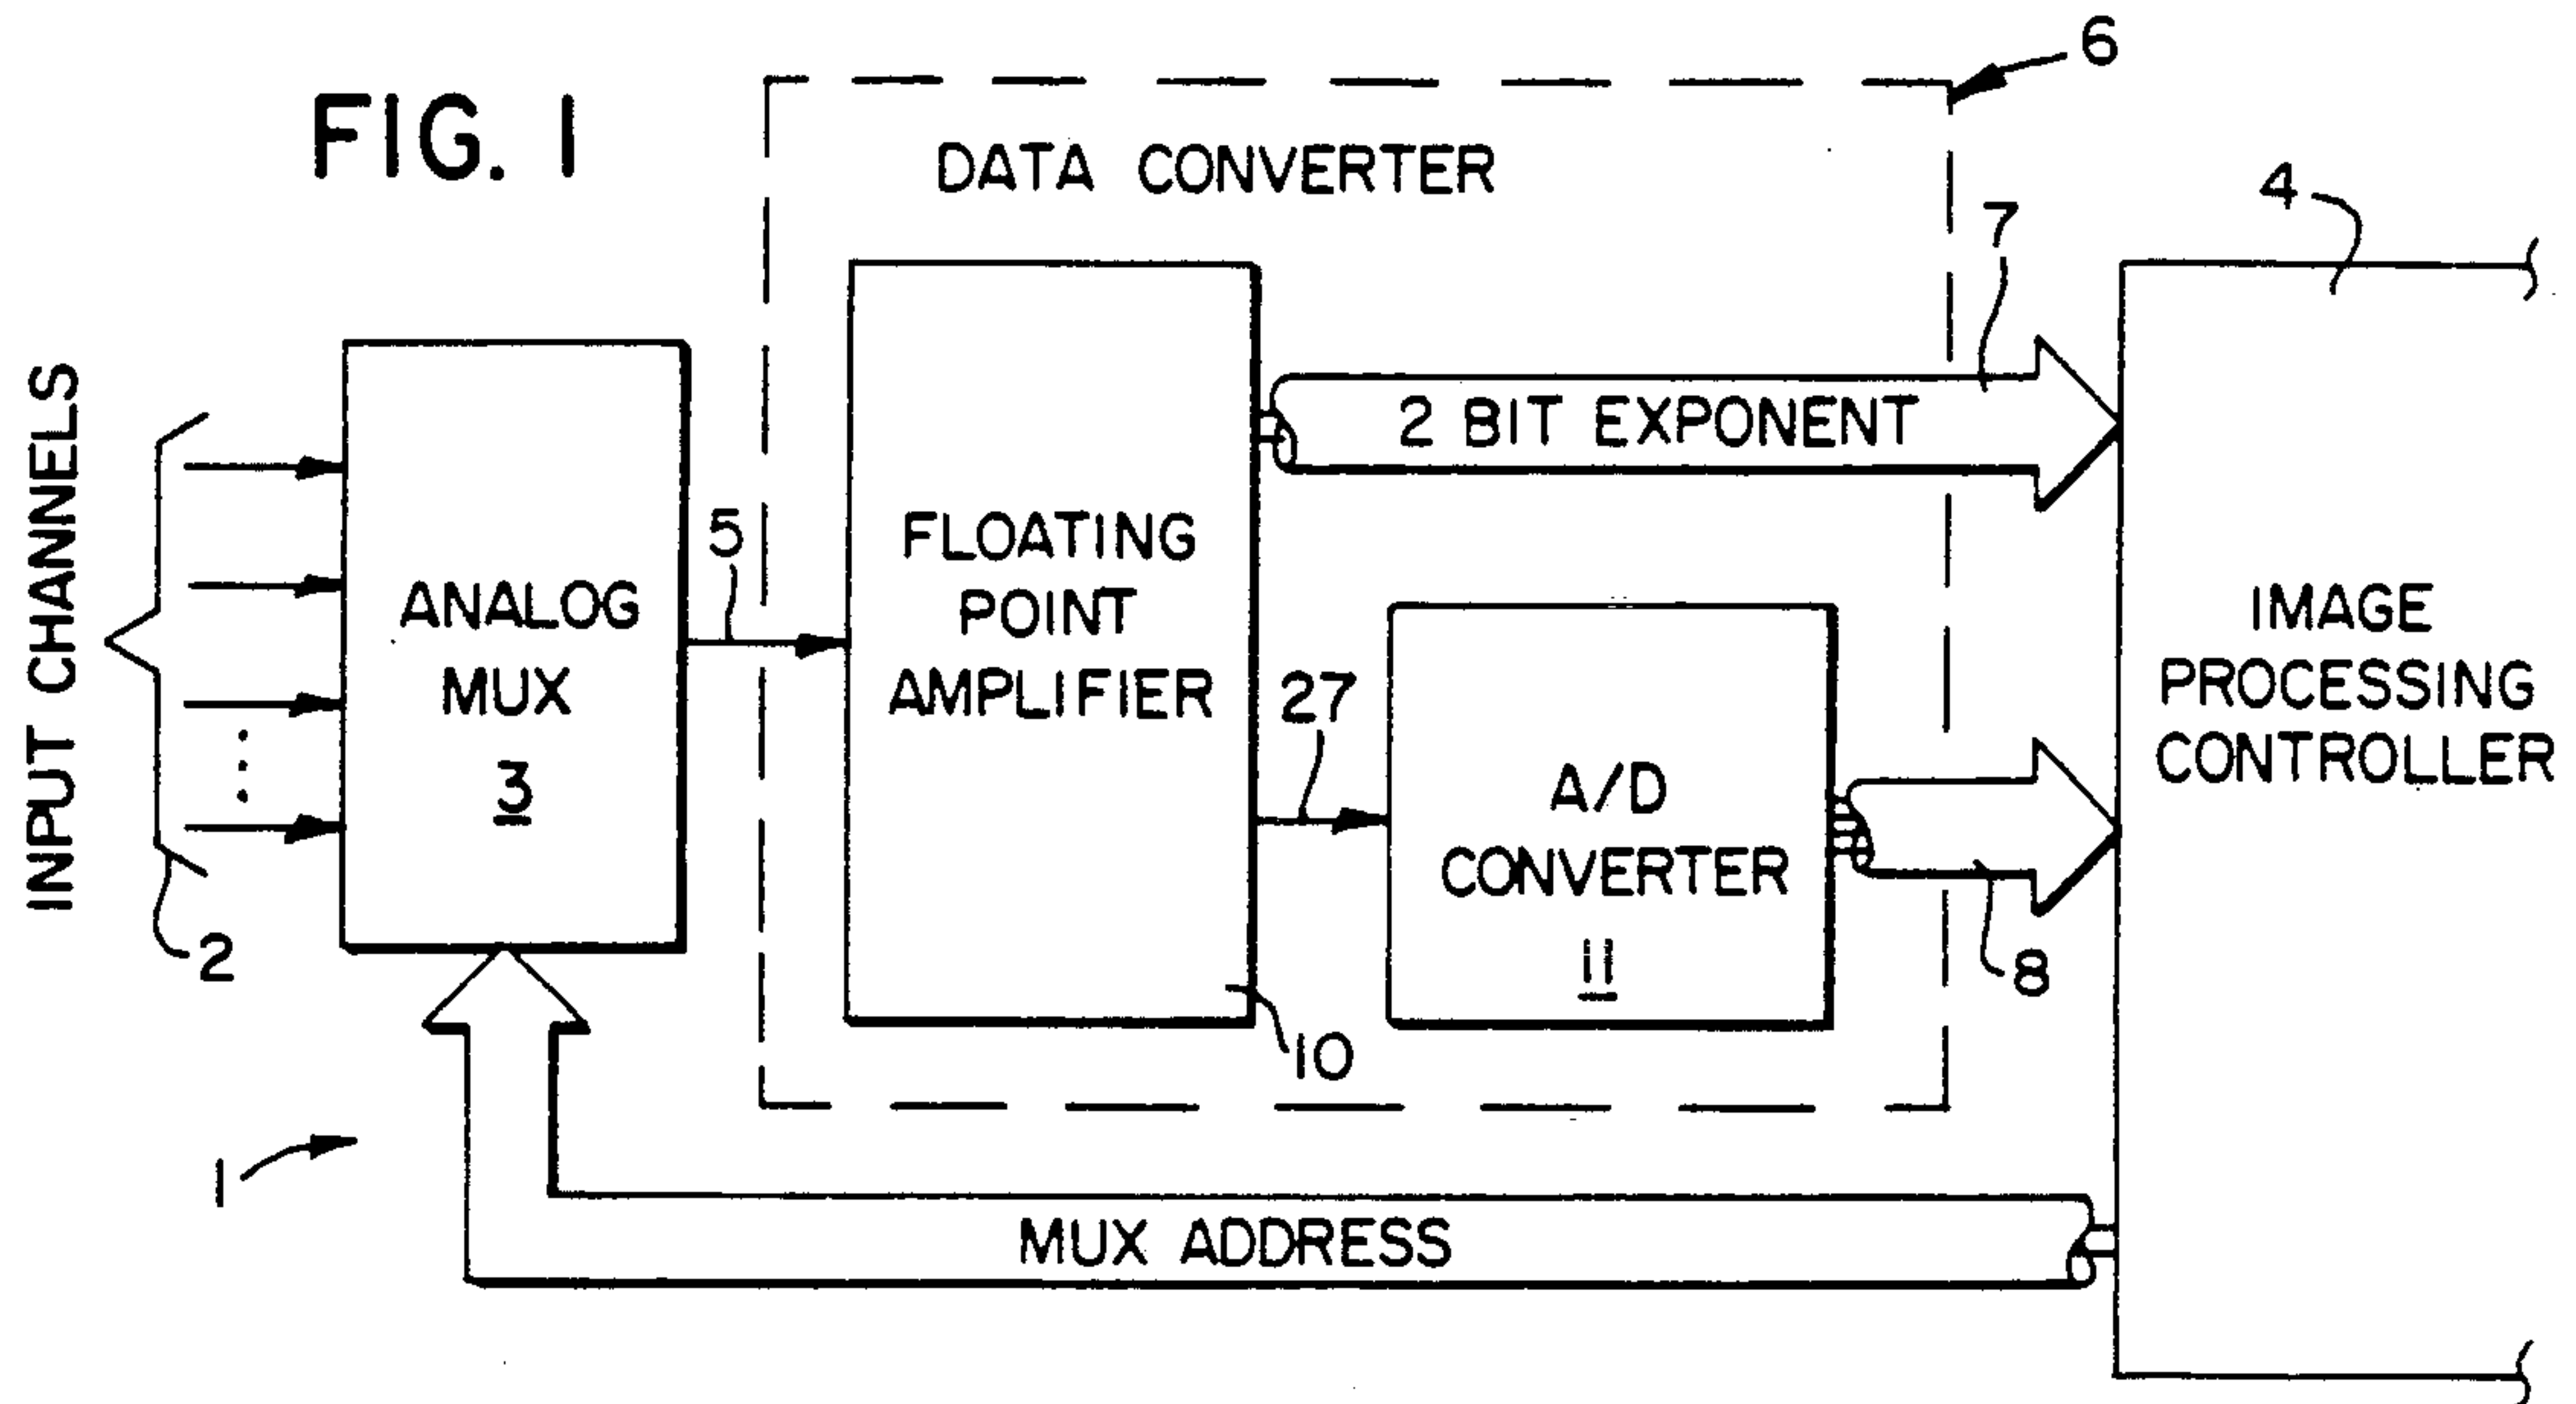 FIG. 1
6
DATA CONVERTER
4
7
INPUT CHANNELS
2 BIT EXPONENT
5
FLOATING
POINT
AMPLIFIER
ANALOG
MUX
3
IMAGE
PROCESSING
CONTROLLER
27
A/D
CONVERTER
11
2
8
10
1
MUX ADDRESS